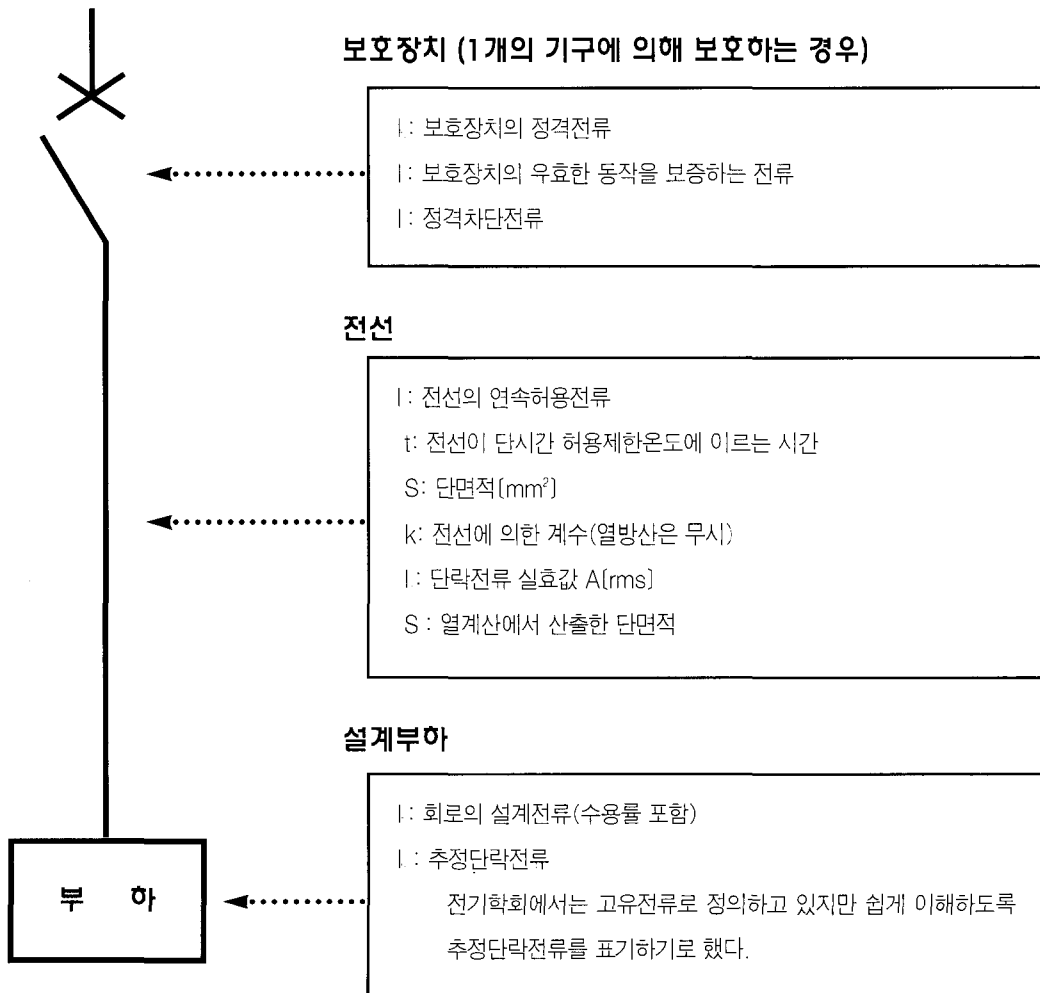 보호장치 (1개의 기구에 의해 보호하는 경우)
I : 보호장치의 정격전류
I : 보호장치의 우효한 동작을 보증하는 전류
I : 정격차단전류
전선
I : 전선의 연속허용전류
t: 전선이 단시간 허용제한온도에 이르는 시간
S: 단면적[mm²]
k: 전선에 의한 계수(열방산은 무시)
I : 단락전류 실효값 A[rms]
S : 열계산에서 산출한 단면적
설계부하
I : 회로의 설계전류(수용률 포함)
I : 추정단락전류
전기학회에서는 고유전류로 정의하고 있지만 쉽게 이해하도록
추정단락전류를 표기하기로 했다.
부 하